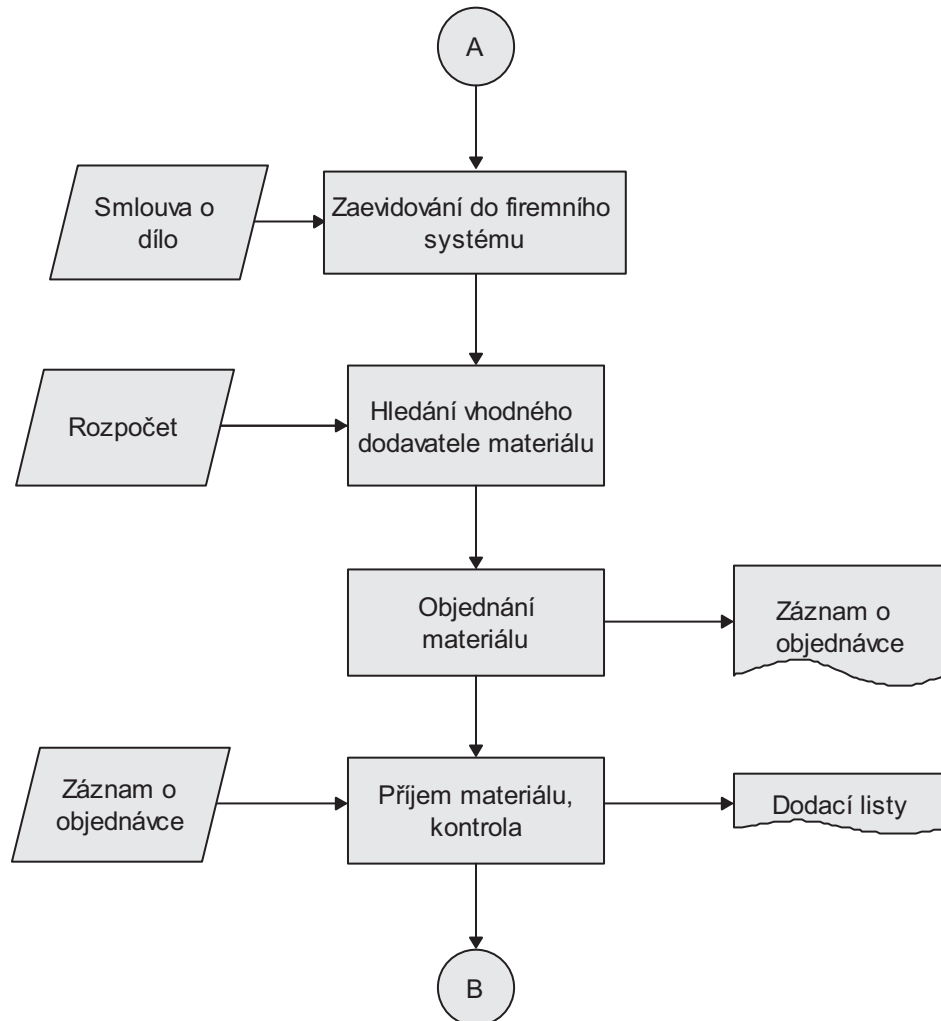 A
Smlouva o
dílo
Zaevidování do firemního
systému
Rozpočet
Hledání vhodného
dodavatele materiálu
Objednání
materiálu
Záznam o
objednávce
Záznam o
objednávce
Příjem materiálu,
kontrola
Dodací listy
B